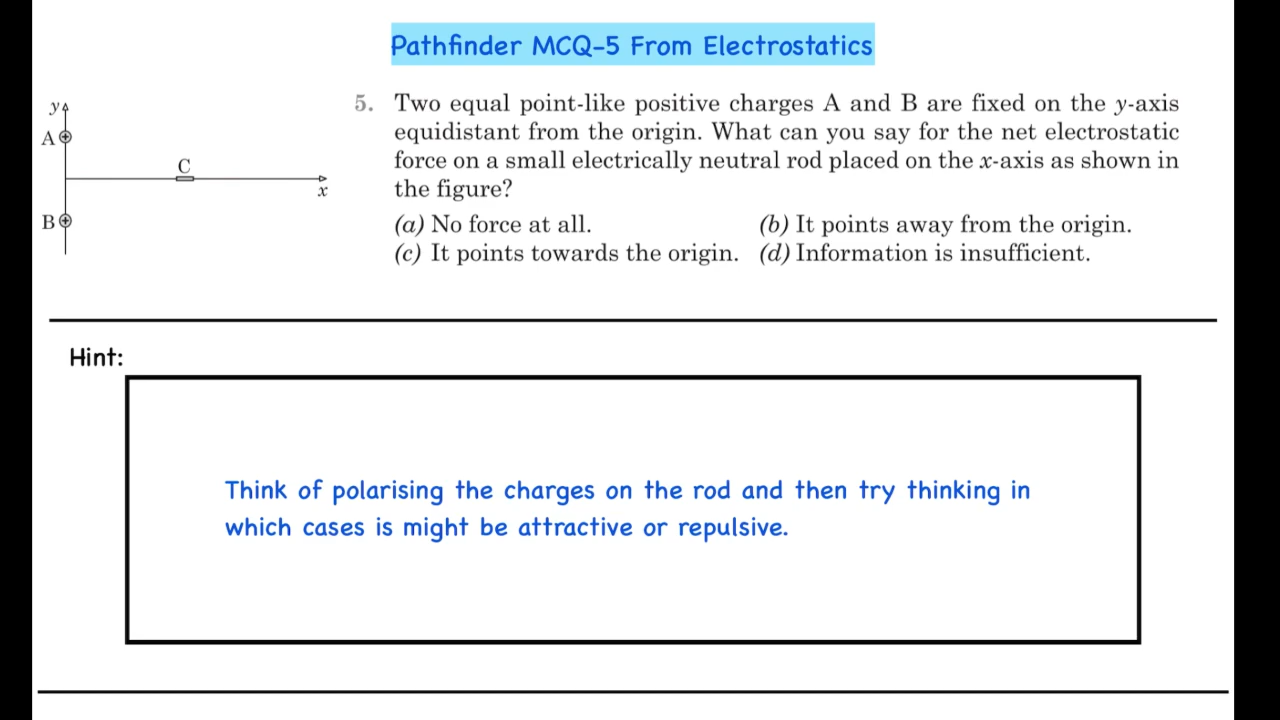 Pathfinder MCQ-5 From Electrostatics
y
A
C
x
B
5. Two equal point-like positive charges A and B are fixed on the y-axis
equidistant from the origin. What can you say for the net electrostatic
force on a small electrically neutral rod placed on the x-axis as shown in
the figure?
(a) No force at all. (b) It points away from the origin.
(c) It points towards the origin. (d) Information is insufficient.
Hint:
Think of polarising the charges on the rod and then try thinking in
which cases is might be attractive or repulsive.